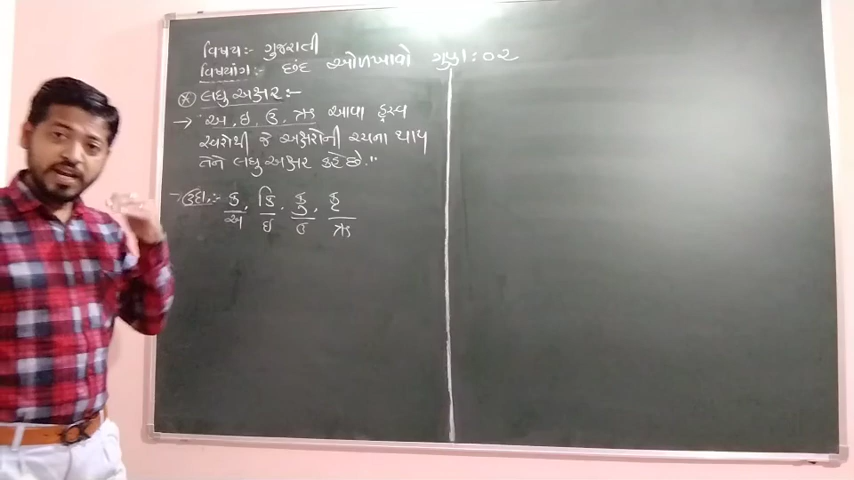 વિષય:- ગુજરાતી
વિષયાંગ:- છંદ ઓળખાવો ગુણ: ૦૨
* લઘુ અક્ષર:-
→ "અ, ઇ, ઉ, ઋ આવા હ્રસ્વ
સ્વરોથી જે અક્ષરોની રચના થાય
તેને લઘુ અક્ષર કહે છે."
→ ઉદા.:- ક, કિ, કુ, કૃ
અ ઇ ઉ ઋ